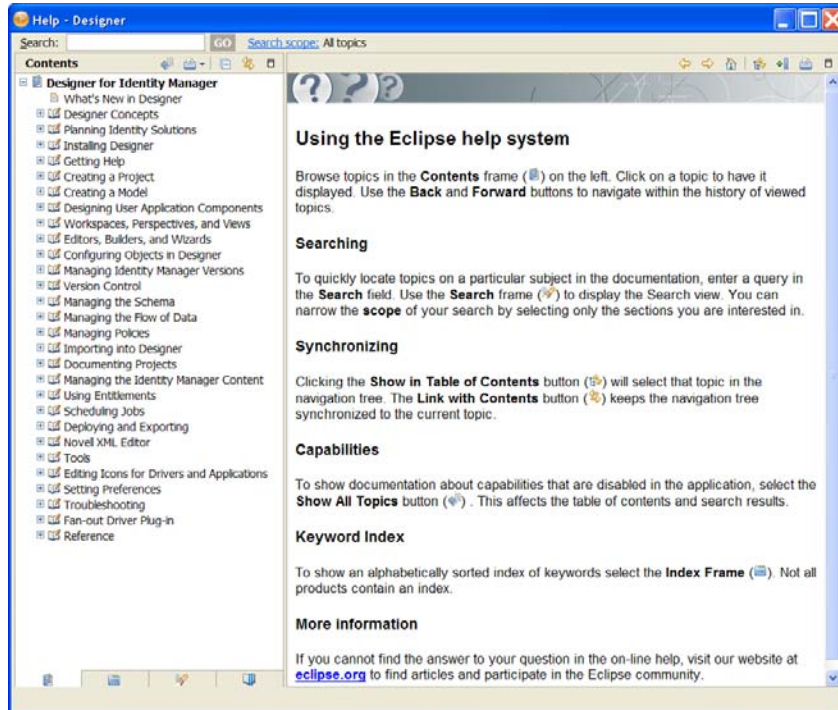 Help - Designer
Search:
GO
Search scope: All topics
Contents
Designer for Identity Manager
What's New in Designer
Designer Concepts
Planning Identity Solutions
Installing Designer
Getting Help
Creating a Project
Creating a Model
Designing User Application Components
Workspaces, Perspectives, and Views
Editors, Builders, and Wizards
Configuring Objects in Designer
Managing Identity Manager Versions
Version Control
Managing the Schema
Managing the Flow of Data
Managing Policies
Importing into Designer
Documenting Projects
Managing the Identity Manager Content
Using Entitlements
Scheduling Jobs
Deploying and Exporting
Novell XML Editor
Tools
Editing Icons for Drivers and Applications
Setting Preferences
Troubleshooting
Fan-out Driver Plug-in
Reference
Using the Eclipse help system
Browse topics in the Contents frame ( ) on the left. Click on a topic to have it
displayed. Use the Back and Forward buttons to navigate within the history of viewed
topics.
Searching
To quickly locate topics on a particular subject in the documentation, enter a query in
the Search field. Use the Search frame ( ) to display the Search view. You can
narrow the scope of your search by selecting only the sections you are interested in.
Synchronizing
Clicking the Show in Table of Contents button ( ) will select that topic in the
navigation tree. The Link with Contents button ( ) keeps the navigation tree
synchronized to the current topic.
Capabilities
To show documentation about capabilities that are disabled in the application, select the
Show All Topics button ( ) . This affects the table of contents and search results.
Keyword Index
To show an alphabetically sorted index of keywords select the Index Frame ( ). Not all
products contain an index.
More information
If you cannot find the answer to your question in the on-line help, visit our website at
eclipse.org to find articles and participate in the Eclipse community.